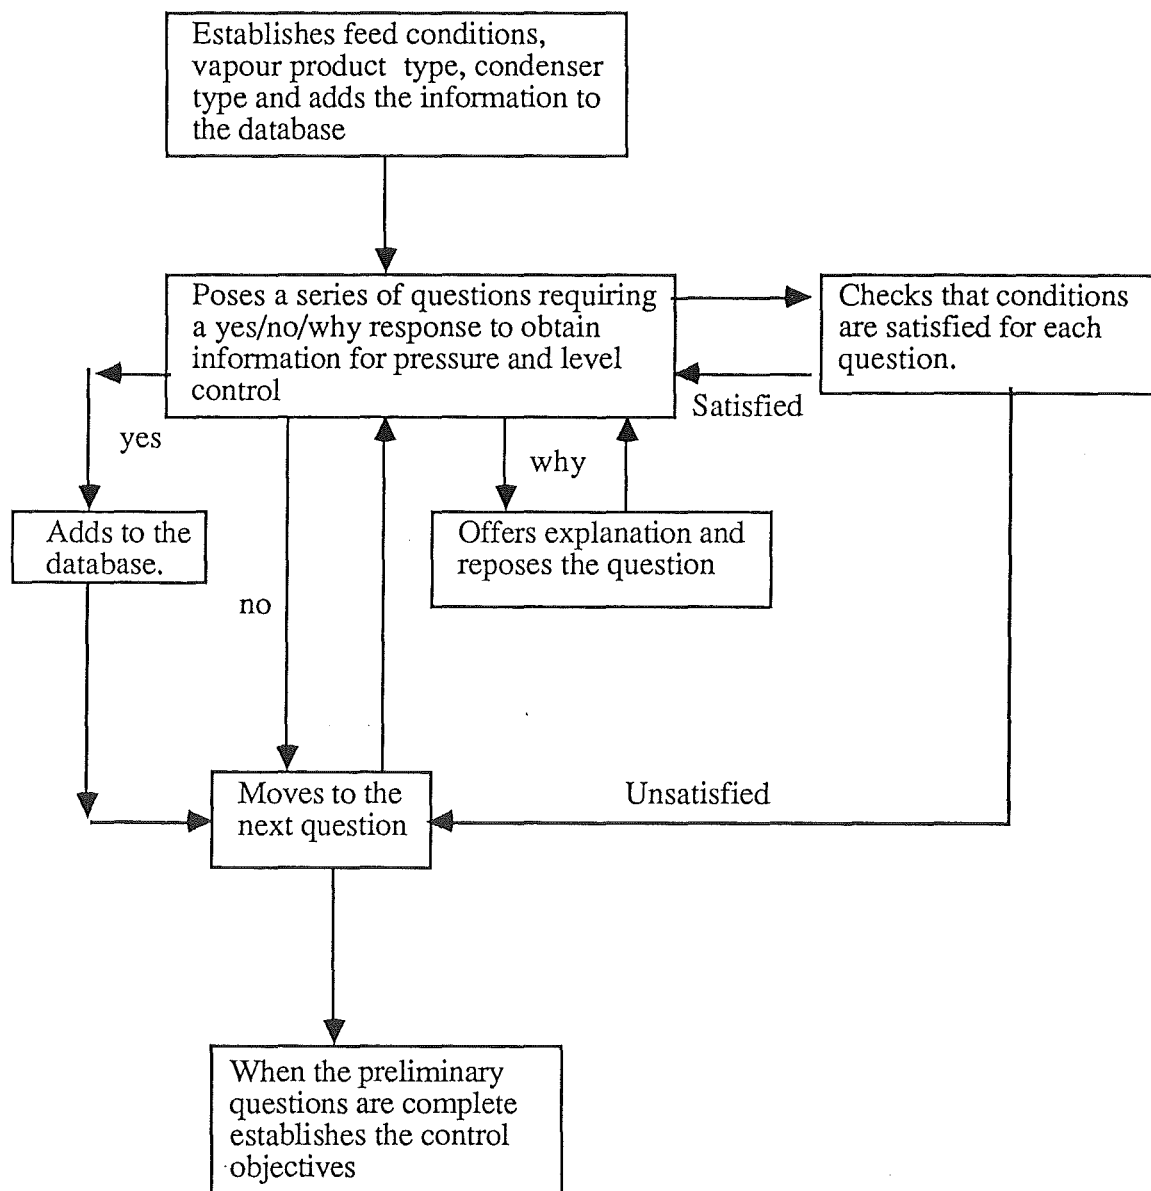 Establishes feed conditions,
vapour product type, condenser
type and adds the information to
the database
Poses a series of questions requiring
a yes/no/why response to obtain
information for pressure and level
control
Checks that conditions
are satisfied for each
question.
Satisfied
yes
why
Adds to the
database.
Offers explanation and
reposes the question
no
Moves to the
next question
Unsatisfied
When the preliminary
questions are complete
establishes the control
objectives